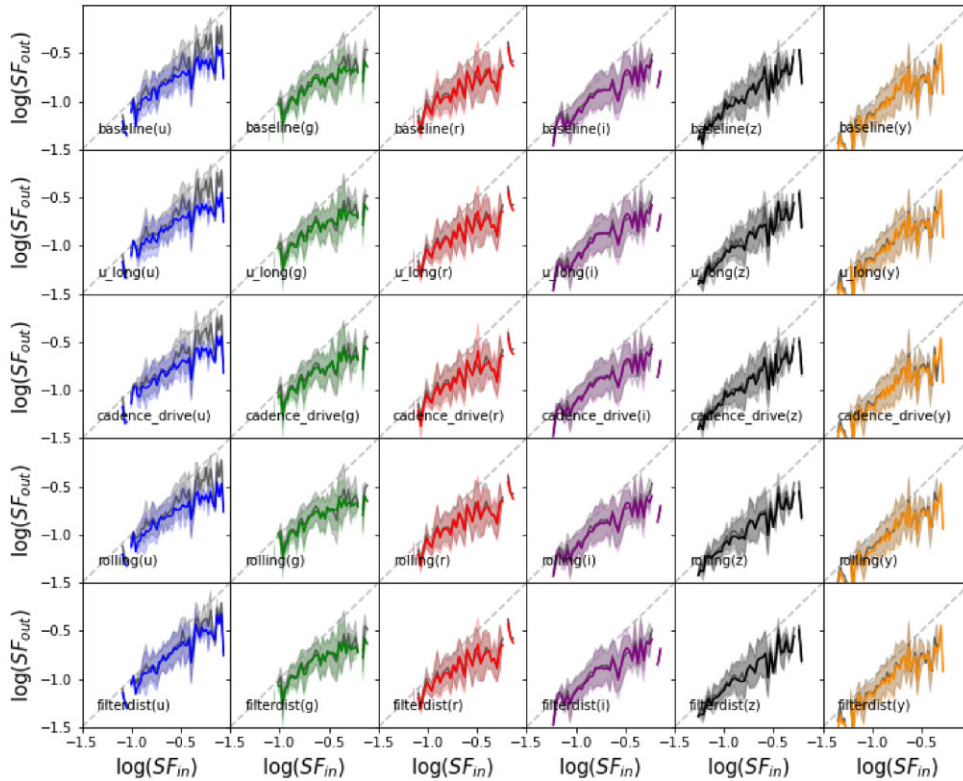 log(SF_out)
−0.5
−1.0
−1.5
baseline(u) baseline(g) baseline(r) baseline(i) baseline(z) baseline(y)
log(SF_out)
−0.5
−1.0
−1.5
u_long(u) u_long(g) u_long(r) u_long(i) u_long(z) u_long(y)
log(SF_out)
−0.5
−1.0
−1.5
cadence_drive(u) cadence_drive(g) cadence_drive(r) cadence_drive(i) cadence_drive(z) cadence_drive(y)
log(SF_out)
−0.5
−1.0
−1.5
rolling(u) rolling(g) rolling(r) rolling(i) rolling(z) rolling(y)
log(SF_out)
−0.5
−1.0
−1.5
filterdist(u) filterdist(g) filterdist(r) filterdist(i) filterdist(z) filterdist(y)
−1.5 −1.0 −0.5 −1.5 −1.0 −0.5 −1.5 −1.0 −0.5 −1.5 −1.0 −0.5 −1.5 −1.0 −0.5 −1.5 −1.0 −0.5
log(SF_in) log(SF_in) log(SF_in) log(SF_in) log(SF_in) log(SF_in)